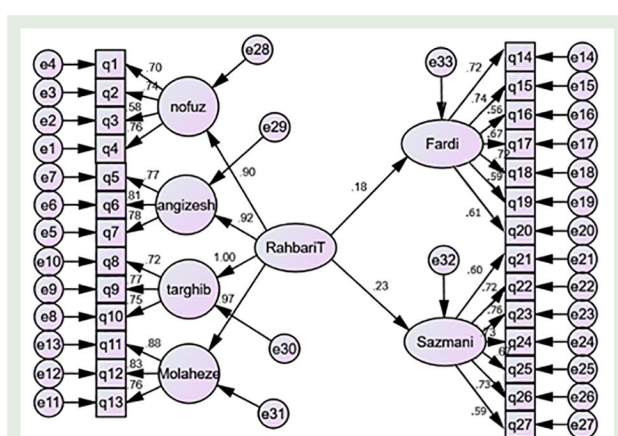 e4 q1 .70
e3 q2 .74
e2 q3 .58
e1 q4 .76
nofuz
e28
e7 q5 .77
e6 q6 .81
e5 q7 .78
angizesh
e29
e10 q8 .72
e9 q9 .77
e8 q10 .75
targhib
e30
e13 q11 .88
e12 q12 .83
e11 q13 .76
Molaheze
e31
.90
.92
1.00
.97
RahbariT
.18
.23
e33
Fardi
.72 q14 e14
.74 q15 e15
.56 q16 e16
.67 q17 e17
q18 e18
.59 q19 e19
.61 q20 e20
e32
Sazmani
.60 q21 e21
.72 q22 e22
.76 q23 e23
q24 e24
q25 e25
.73 q26 e26
.59 q27 e27